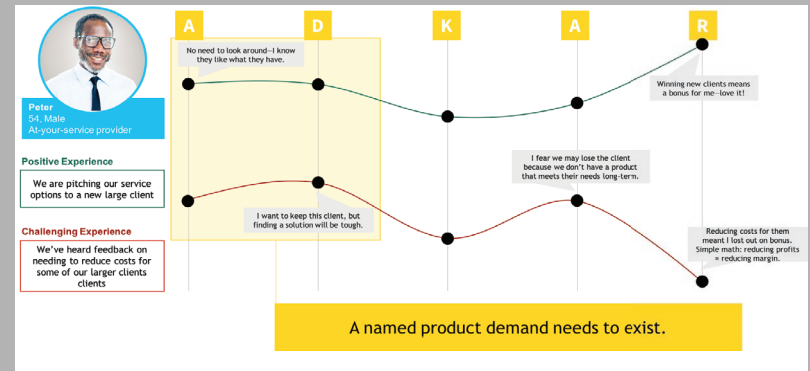 A D K A R
No need to look around—I know
they like what they have.
Winning new clients means
a bonus for me—love it!
Peter
54, Male
At-your-service provider
Positive Experience
We are pitching our service
options to a new large client
I fear we may lose the client
because we don't have a product
that meets their needs long-term.
I want to keep this client, but
finding a solution will be tough.
Challenging Experience
We've heard feedback on
needing to reduce costs for
some of our larger clients
clients
Reducing costs for them
meant I lost out on bonus.
Simple math: reducing profits
= reducing margin.
A named product demand needs to exist.